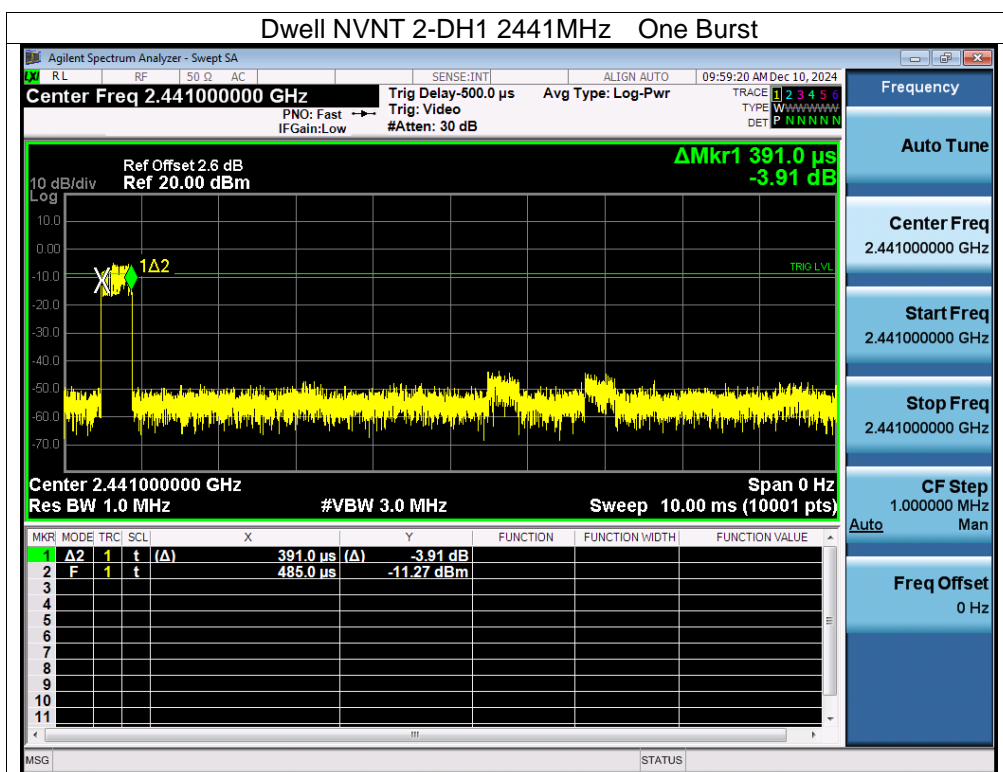 Dwell NVNT 2-DH1 2441MHz One Burst
Agilent Spectrum Analyzer - Swept SA
LXI RL RF 50 Ω AC SENSE:INT ALIGN AUTO 09:59:20 AM Dec 10, 2024
Center Freq 2.441000000 GHz
PNO: Fast
IFGain:Low
Trig Delay-500.0 µs
Trig: Video
#Atten: 30 dB
Avg Type: Log-Pwr
TRACE 1 2 3 4 5 6
TYPE WWWWWWW
DET P N N N N N
ΔMkr1 391.0 µs
-3.91 dB
Ref Offset 2.6 dB
10 dB/div Ref 20.00 dBm
Log
10.0
0.00
-10.0
-20.0
-30.0
-40.0
-50.0
-60.0
-70.0
1Δ2
TRIG LVL
Center 2.441000000 GHz Span 0 Hz
Res BW 1.0 MHz #VBW 3.0 MHz Sweep 10.00 ms (10001 pts)
MKR MODE TRC SCL X Y FUNCTION FUNCTION WIDTH FUNCTION VALUE
1 Δ2 1 t (Δ) 391.0 µs (Δ) -3.91 dB
2 F 1 t 485.0 µs -11.27 dBm
3
4
5
6
7
8
9
10
11
MSG STATUS
Frequency
Auto Tune
Center Freq
2.441000000 GHz
Start Freq
2.441000000 GHz
Stop Freq
2.441000000 GHz
CF Step
1.000000 MHz
Auto Man
Freq Offset
0 Hz